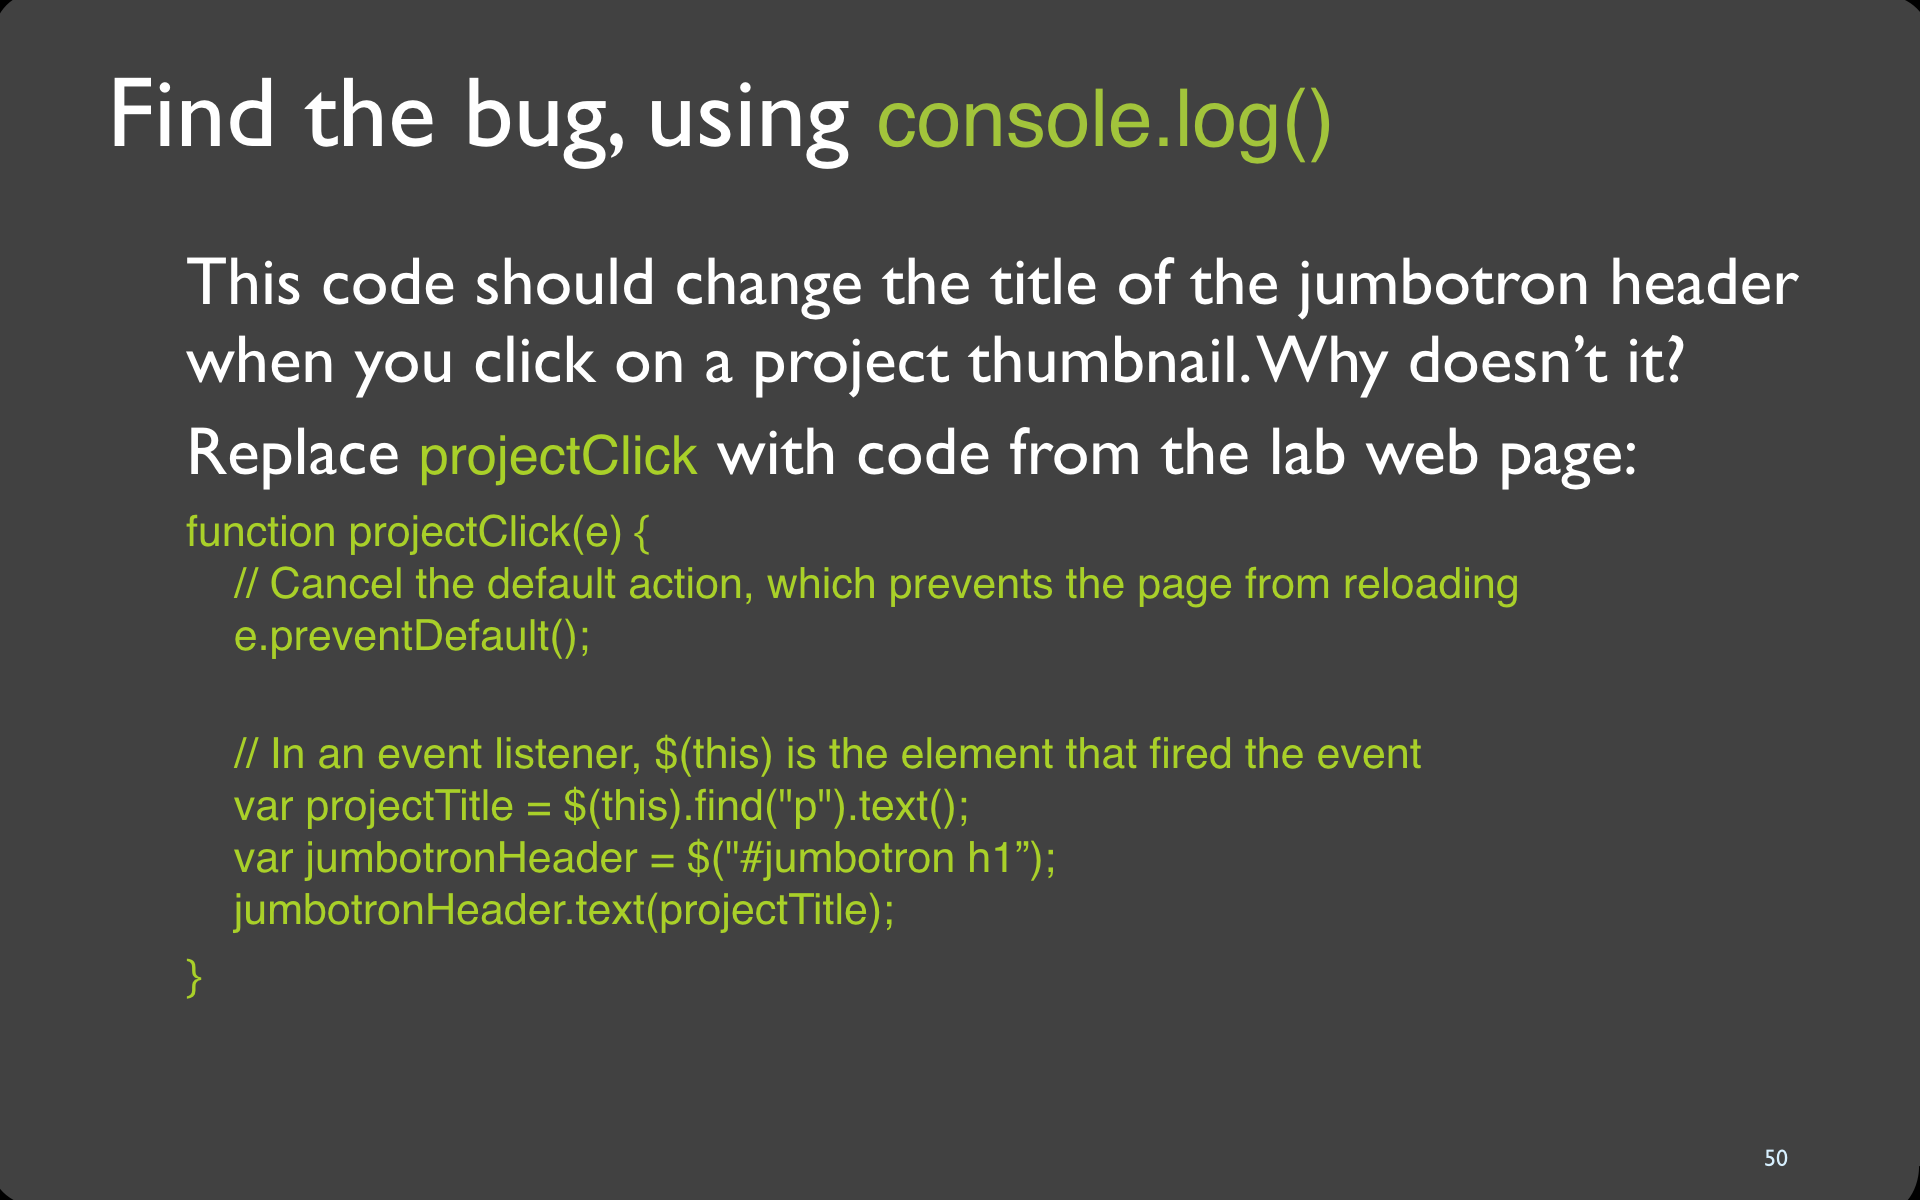 Find the bug, using console.log()
This code should change the title of the jumbotron header
when you click on a project thumbnail. Why doesn’t it?
Replace projectClick with code from the lab web page:
function projectClick(e) {
// Cancel the default action, which prevents the page from reloading
e.preventDefault();
// In an event listener, $(this) is the element that fired the event
var projectTitle = $(this).find("p").text();
var jumbotronHeader = $("#jumbotron h1”);
jumbotronHeader.text(projectTitle);
}
50